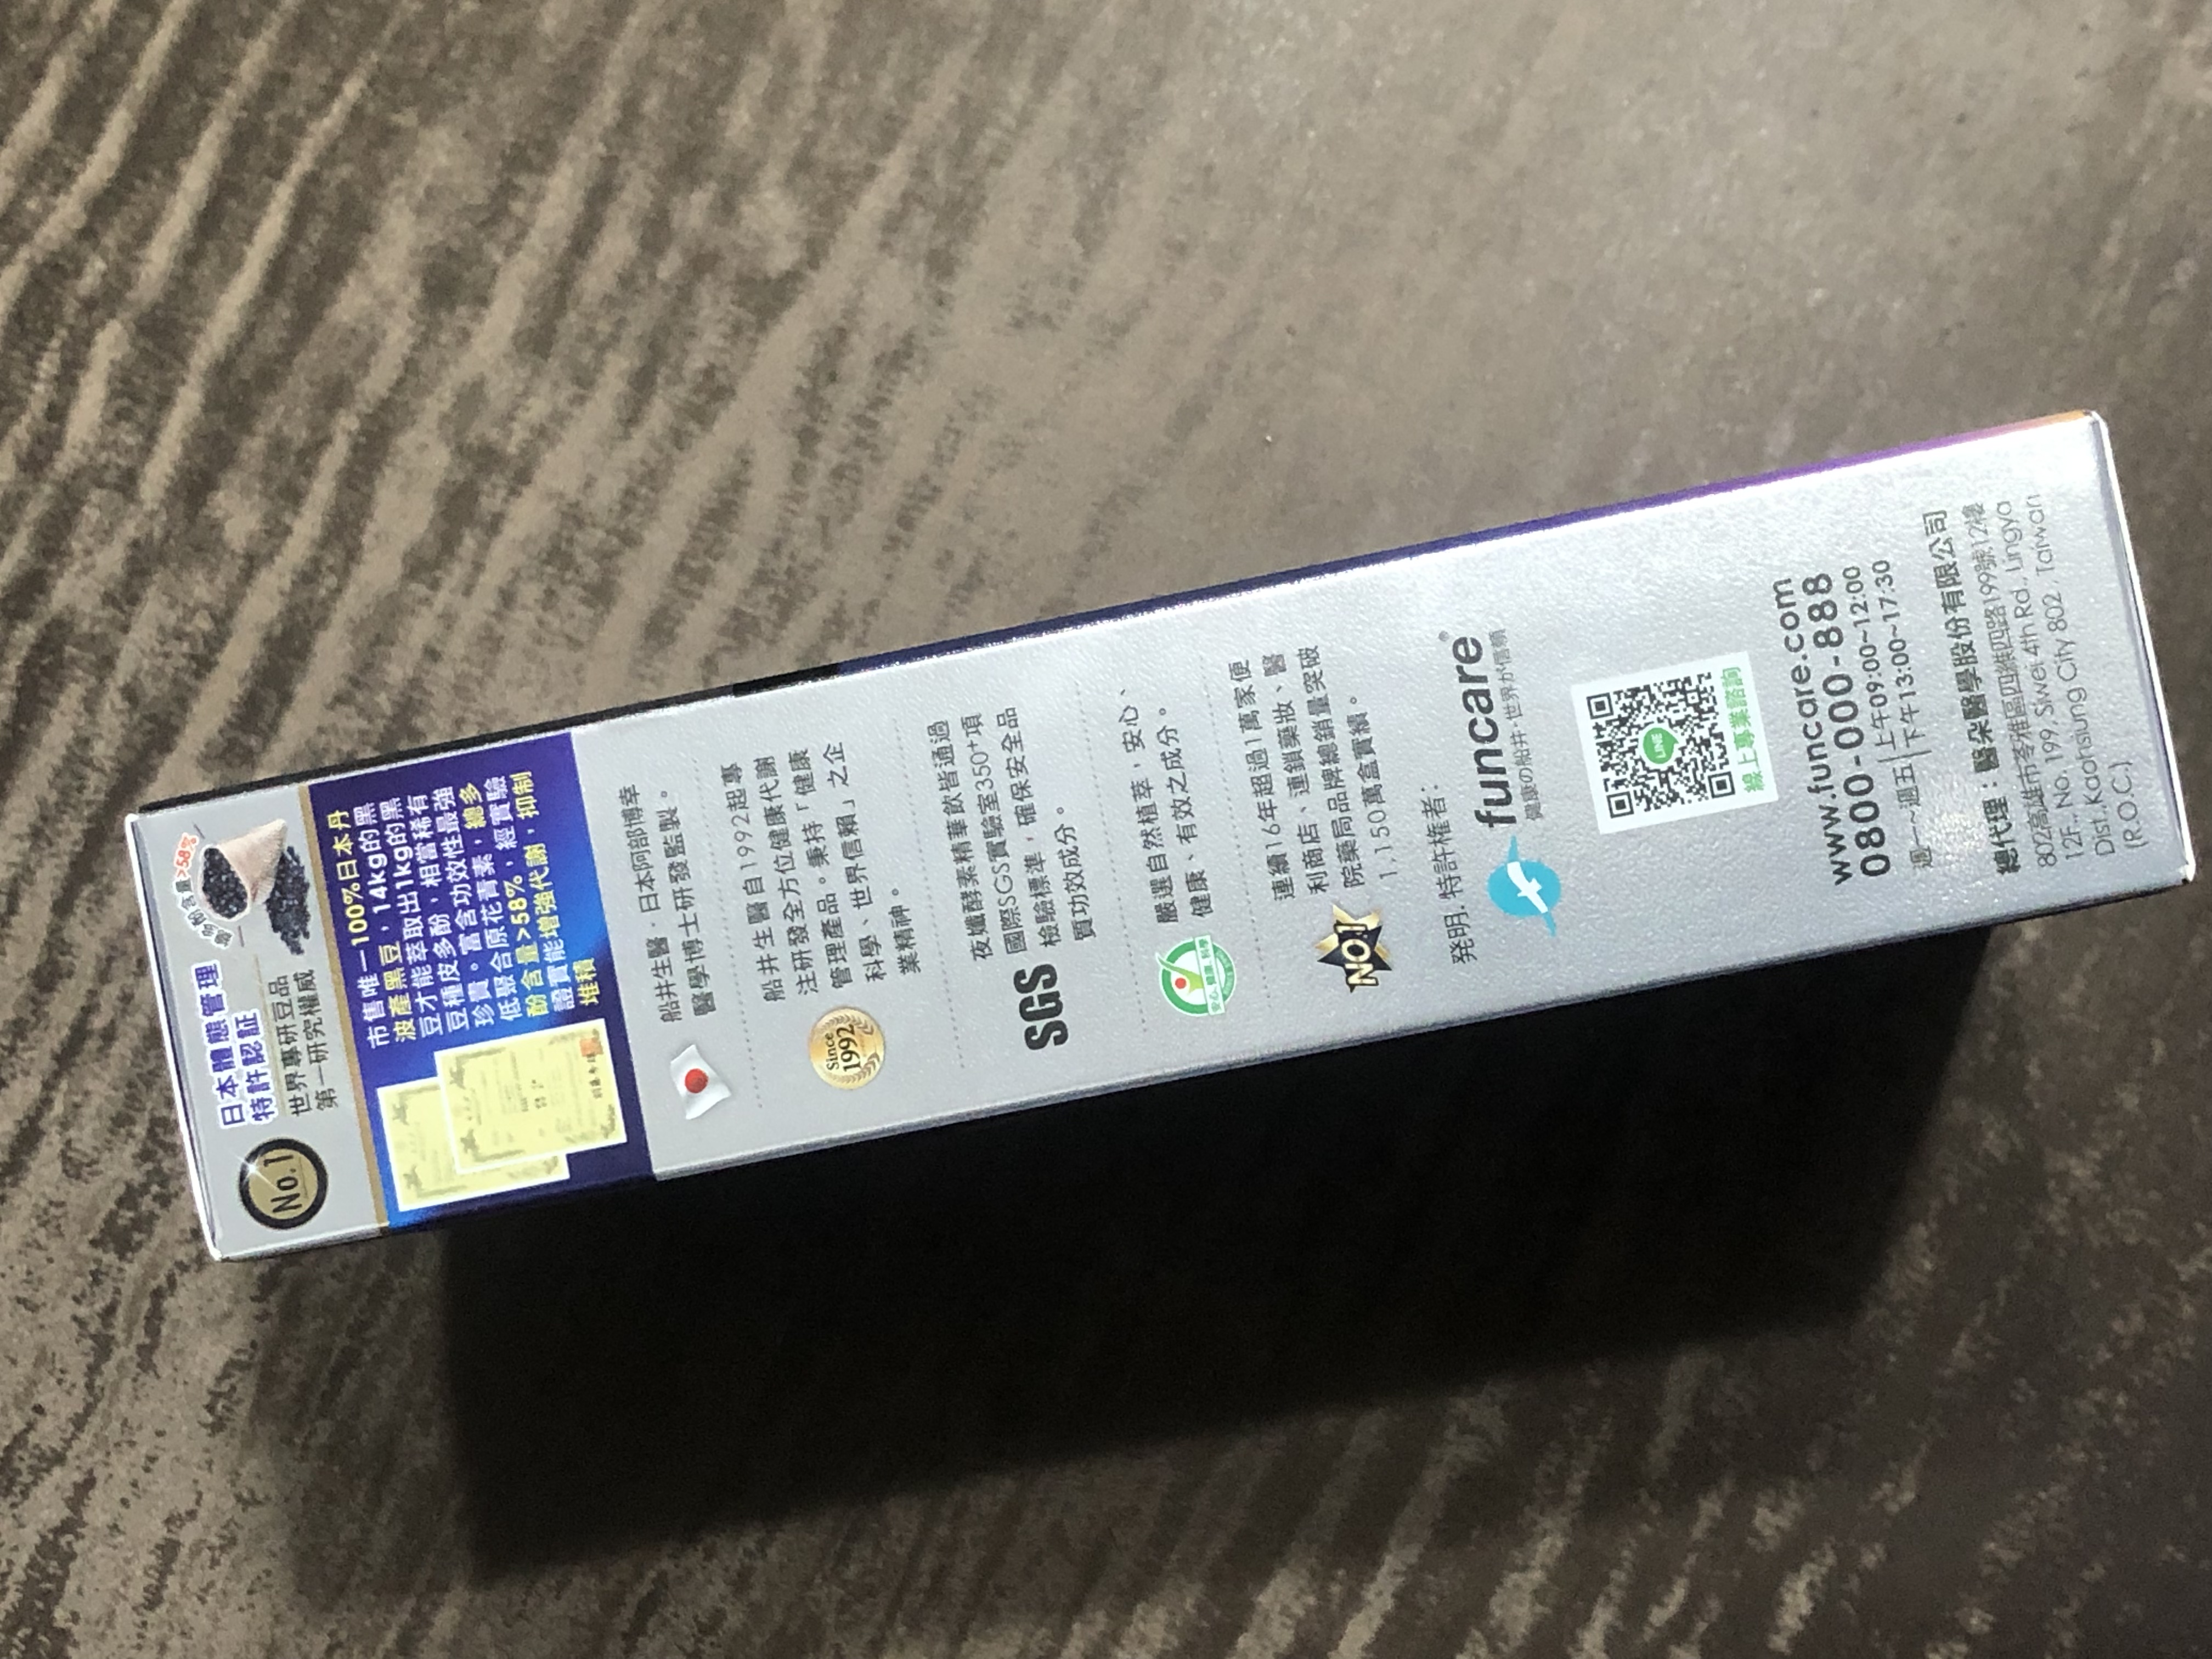 多酚含量>58%
No.1
日本體態管理
特許認証
世界專研豆品
第一研究權威
市售唯一100%日本丹
波產黑豆，14kg的黑
豆才能萃取出1kg的黑
豆種皮多酚，相當稀有
珍貴。富含功效性最強
低聚合原花青素，總多
酚含量>58%，經實驗
證實能增強代謝，抑制
堆積
船井生醫．日本阿部博幸
醫學博士研發監製。
Since
1992
船井生醫自1992起專
注研發全方位健康代謝
管理產品。秉持「健康
科學、世界信賴」之企
業精神。
SGS
夜孅酵素精華飲皆通過
國際SGS實驗室350+項
檢驗標準，確保安全品
質功效成分。
嚴選自然植萃，安心、
健康、有效之成分。
NO1
連續16年超過1萬家便
利商店、連鎖藥妝、醫
院藥局品牌總銷量突破
1,150萬盒實績。
発明．特許権者：
funcare®
健康の船井·世界が信頼
LINE
線上專業諮詢
www.funcare.com
0800-000-888
週一~週五 上午09:00~12:00
下午13:00~17:30
總代理：醫朵醫學股份有限公司
802高雄市苓雅區四維四路199號12樓
12F., No. 199, Siwei 4th Rd., Lingya
Dist.,Kaohsiung City 802 , Taiwan
(R.O.C.)